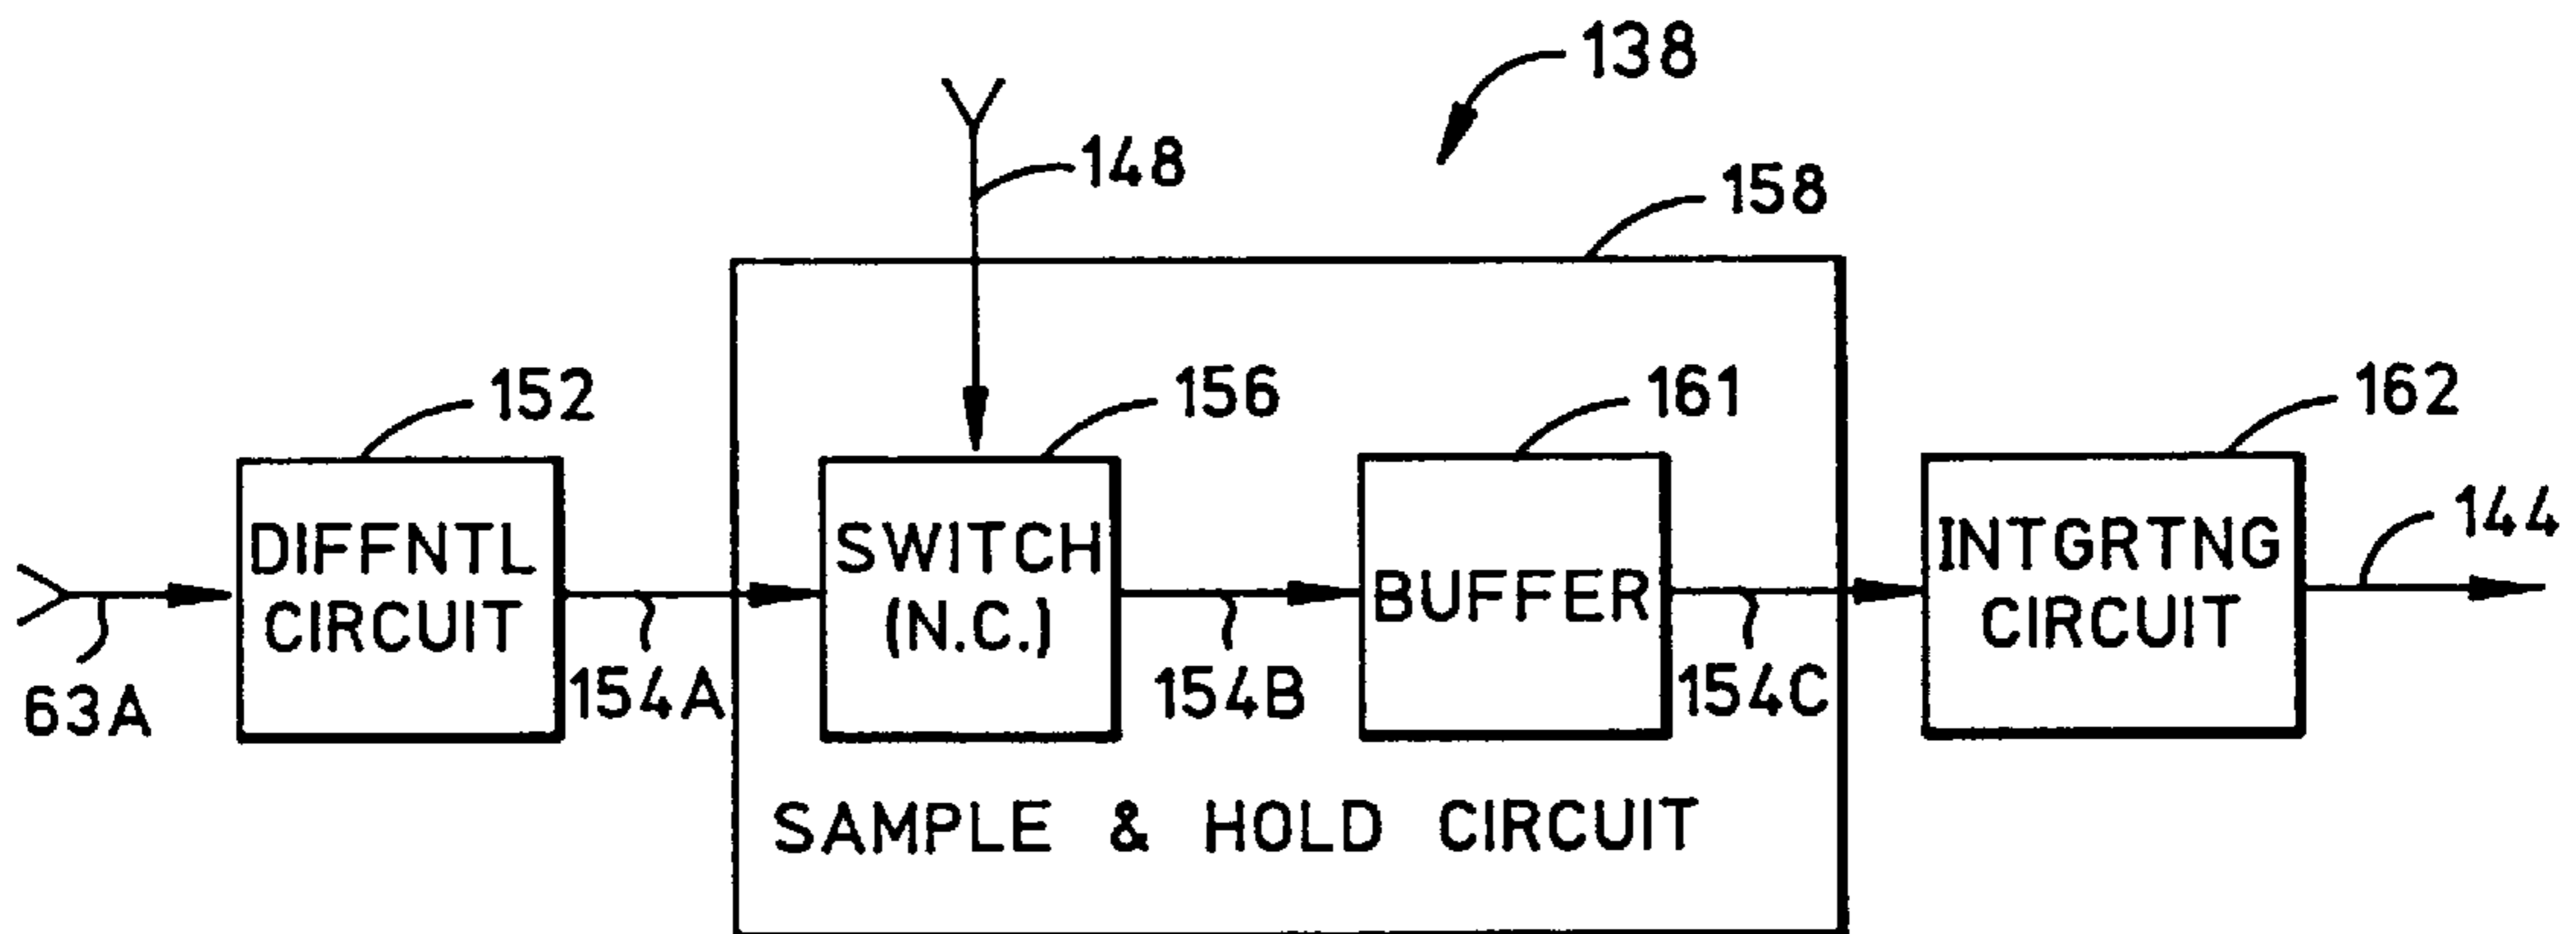 138
148
158
152
156
161
162
144
DIFFNTL
CIRCUIT
SWITCH
(N.C.)
BUFFER
INTGRTNG
CIRCUIT
63A
154A
154B
154C
SAMPLE & HOLD CIRCUIT